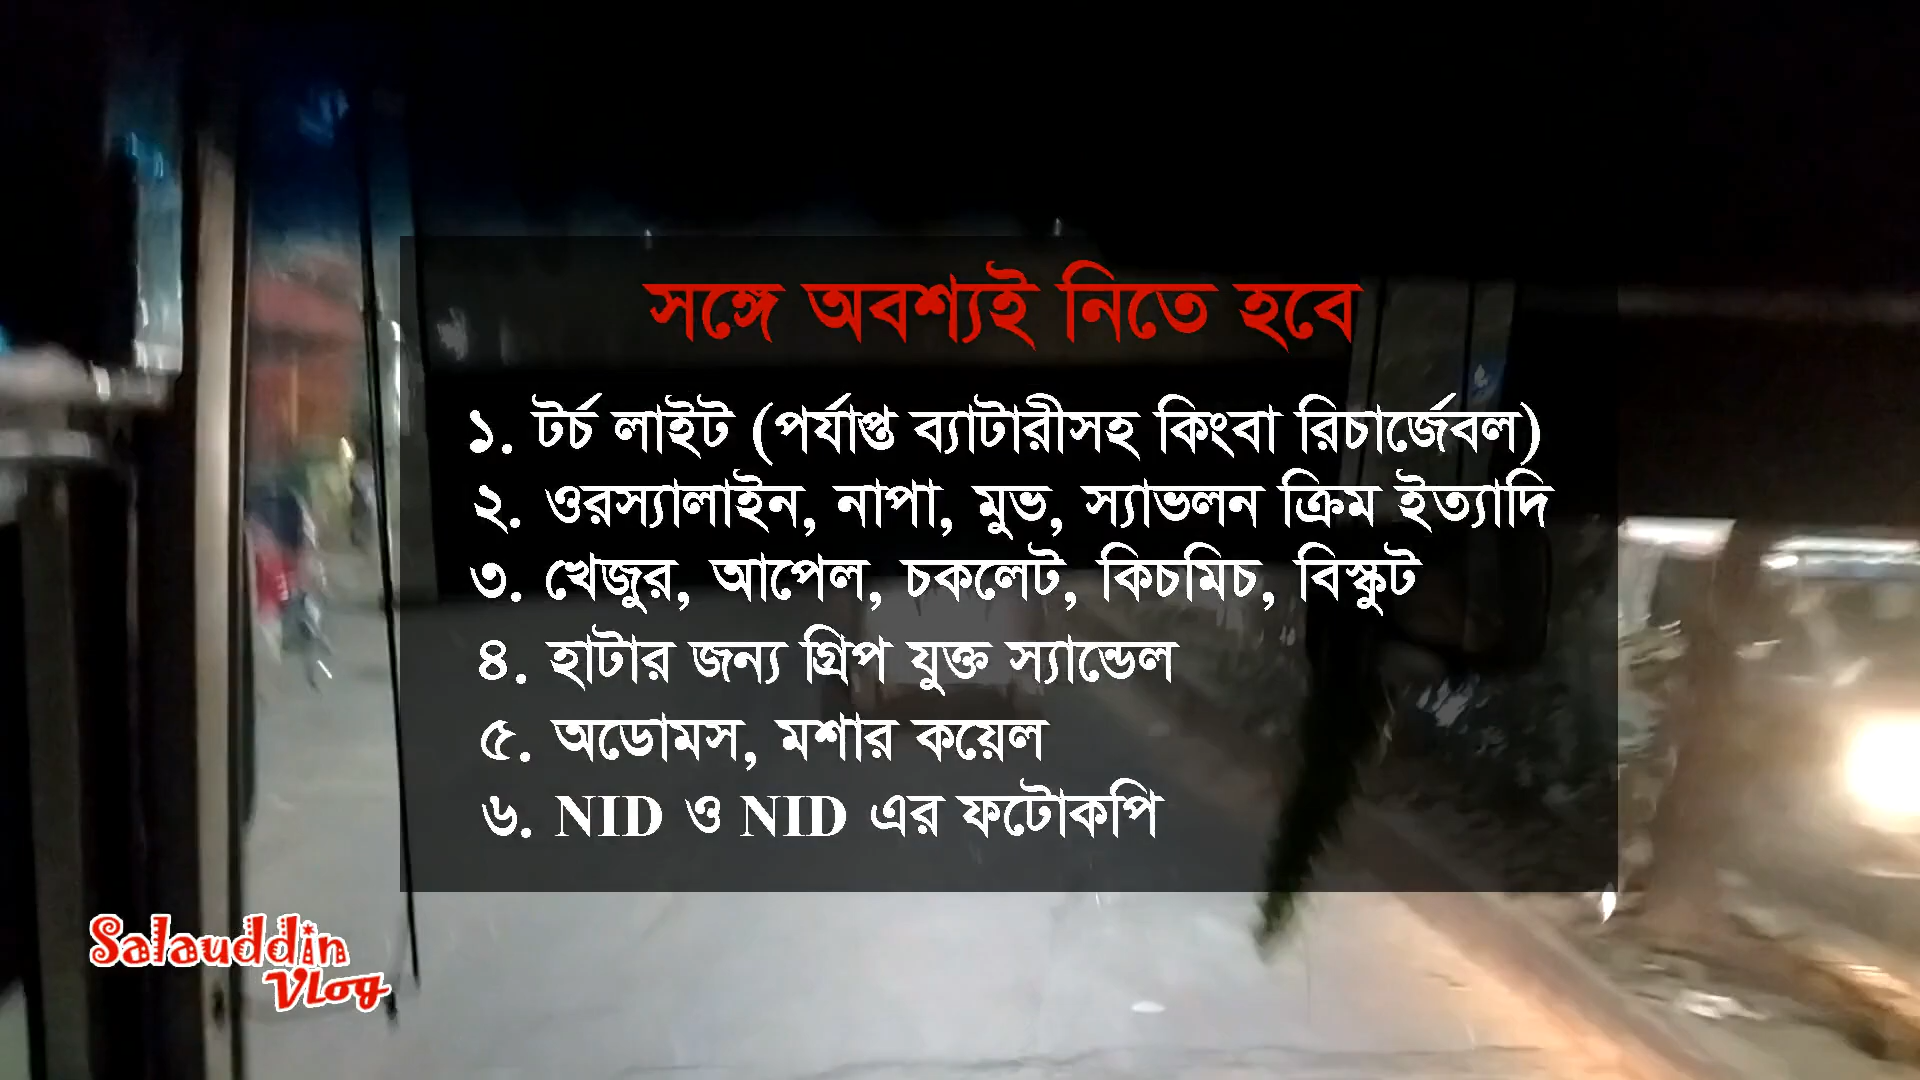 সঙ্গে অবশ্যই নিতে হবে
১. টর্চ লাইট (পর্যাপ্ত ব্যাটারীসহ কিংবা রিচার্জেবল)
২. ওরস্যালাইন, নাপা, মুভ, স্যাভলন ক্রিম ইত্যাদি
৩. খেজুর, আপেল, চকলেট, কিচমিচ, বিস্কুট
৪. হাটার জন্য গ্রিপ যুক্ত স্যান্ডেল
৫. অডোমস, মশার কয়েল
৬. NID ও NID এর ফটোকপি
Salauddin
Vlog